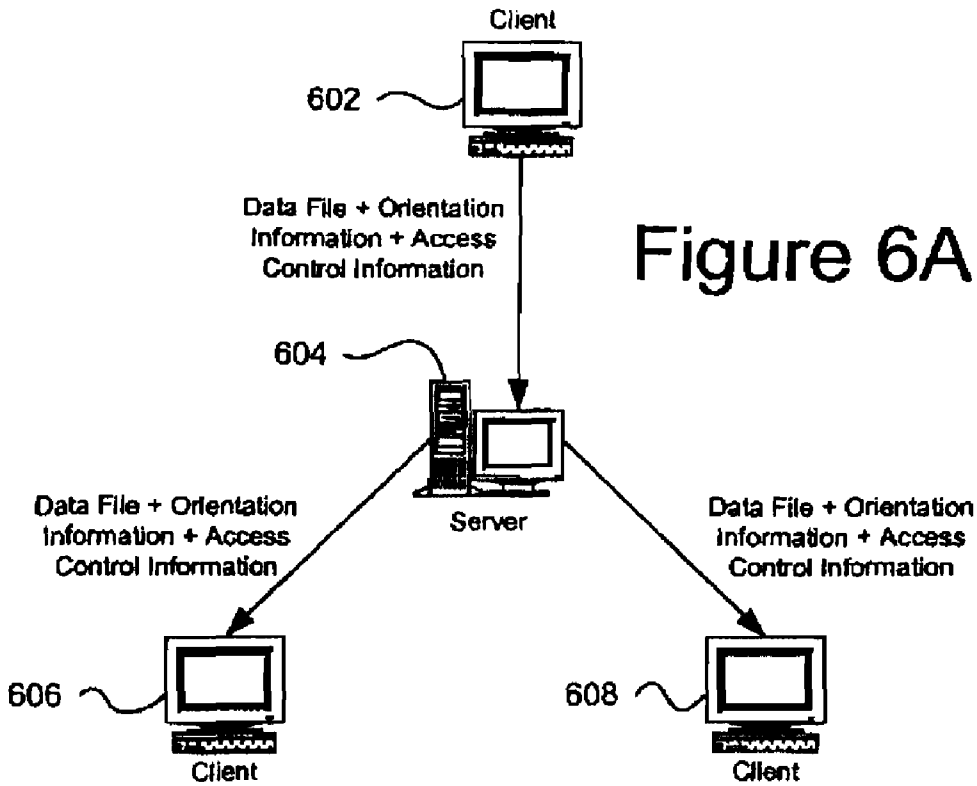 Client
602
Data File + Orientation
Information + Access
Control Information
Figure 6A
604
Server
Data File + Orientation
Information + Access
Control Information
Data File + Orientation
Information + Access
Control Information
606
Client
608
Client